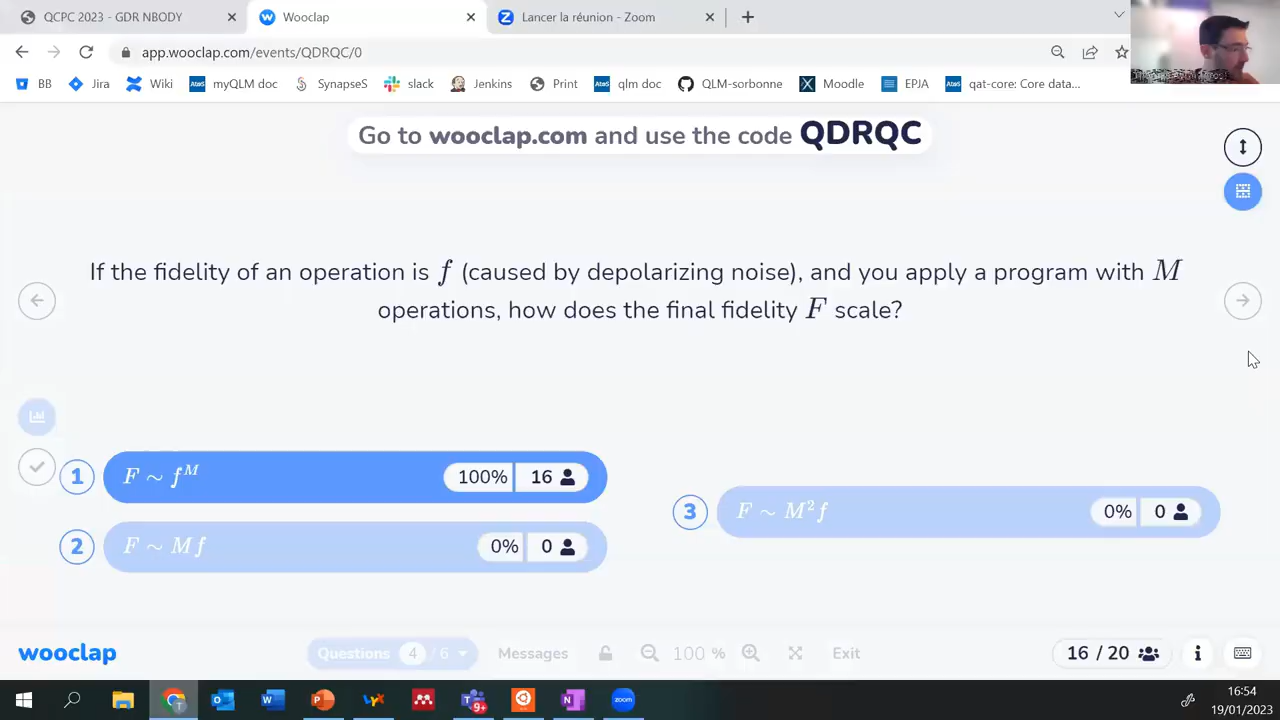 QCPC 2023 - GDR NBODY
Wooclap
Lancer la réunion - Zoom
app.wooclap.com/events/QDRQC/0
BB Jira Wiki myQLM doc SynapseS slack Jenkins Print qlm doc QLM-sorbonne Moodle EPJA qat-core: Core data...
Go to wooclap.com and use the code QDRQC
If the fidelity of an operation is f (caused by depolarizing noise), and you apply a program with M
operations, how does the final fidelity F scale?
1 F ∼ f^M 100% 16
2 F ∼ Mf 0% 0
3 F ∼ M²f 0% 0
wooclap
Questions 4 / 6
Messages
100 %
Exit
16 / 20
9+
zoom
16:54
19/01/2023